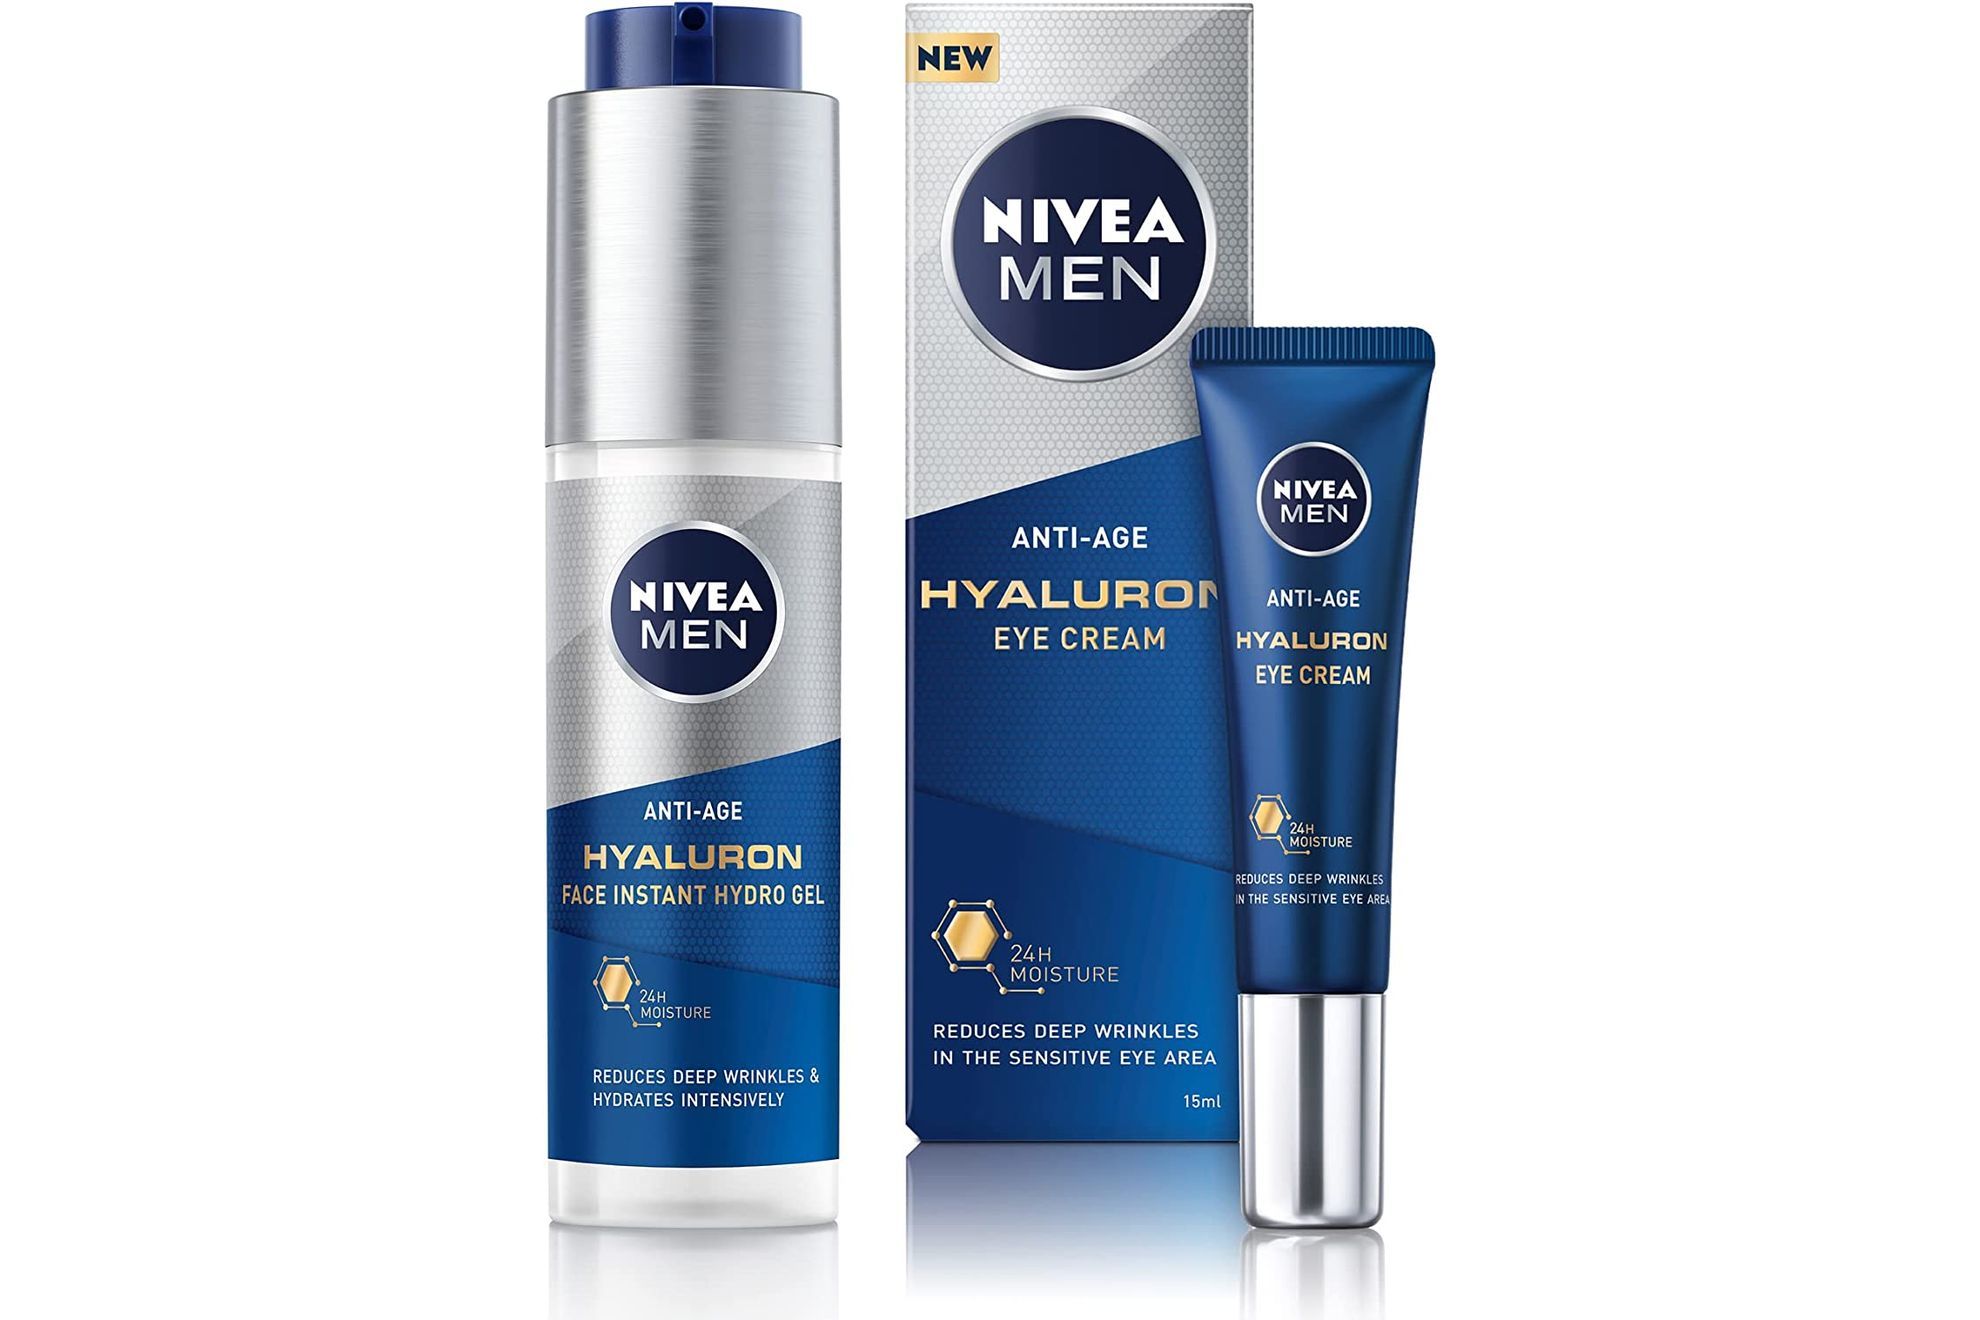 NIVEA
MEN
ANTI-AGE
HYALURON
FACE INSTANT HYDRO GEL
24H
MOISTURE
REDUCES DEEP WRINKLES &
HYDRATES INTENSIVELY
NEW
NIVEA
MEN
ANTI-AGE
HYALURON
EYE CREAM
24H
MOISTURE
REDUCES DEEP WRINKLES
IN THE SENSITIVE EYE AREA
15ml
NIVEA
MEN
ANTI-AGE
HYALURON
EYE CREAM
24H
MOISTURE
REDUCES DEEP WRINKLES
IN THE SENSITIVE EYE AREA